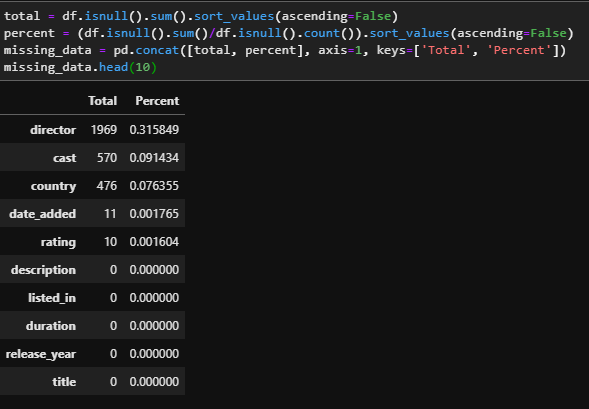 total = df.isnull().sum().sort_values(ascending=False)
percent = (df.isnull().sum()/df.isnull().count()).sort_values(ascending=False)
missing_data = pd.concat([total, percent], axis=1, keys=['Total', 'Percent'])
missing_data.head(10)
Total Percent
director 1969 0.315849
cast 570 0.091434
country 476 0.076355
date_added 11 0.001765
rating 10 0.001604
description 0 0.000000
listed_in 0 0.000000
duration 0 0.000000
release_year 0 0.000000
title 0 0.000000